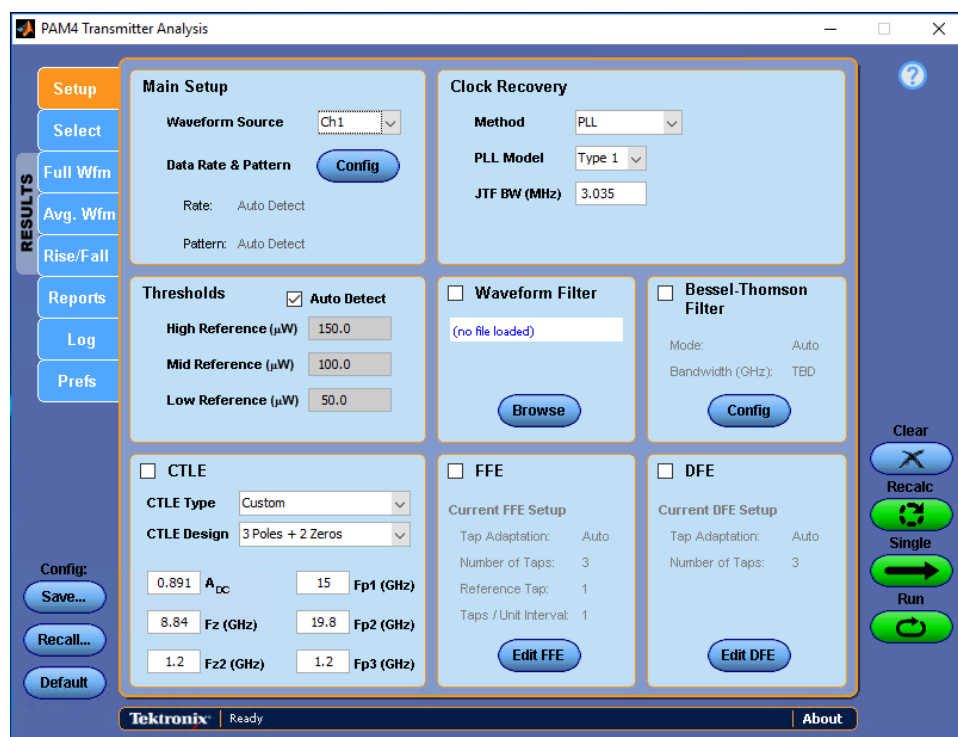 PAM4 Transmitter Analysis
RESULTS
Setup
Select
Full Wfm
Avg. Wfm
Rise/Fall
Reports
Log
Prefs
Main Setup
Waveform Source Ch1
Data Rate & Pattern Config
Rate: Auto Detect
Pattern: Auto Detect
Clock Recovery
Method PLL
PLL Model Type 1
JTF BW (MHz) 3.035
?
Thresholds Auto Detect
High Reference (μW) 150.0
Mid Reference (μW) 100.0
Low Reference (μW) 50.0
Waveform Filter
(no file loaded)
Browse
Bessel-Thomson
Filter
Mode: Auto
Bandwidth (GHz): TBD
Config
CTLE
CTLE Type Custom
CTLE Design 3 Poles + 2 Zeros
0.891 ADC 15 Fp1 (GHz)
8.84 Fz (GHz) 19.8 Fp2 (GHz)
1.2 Fz2 (GHz) 1.2 Fp3 (GHz)
FFE
Current FFE Setup
Tap Adaptation: Auto
Number of Taps: 3
Reference Tap: 1
Taps / Unit Interval: 1
Edit FFE
DFE
Current DFE Setup
Tap Adaptation: Auto
Number of Taps: 3
Edit DFE
Clear
Recalc
Single
Run
Config:
Save...
Recall...
Default
Tektronix Ready About